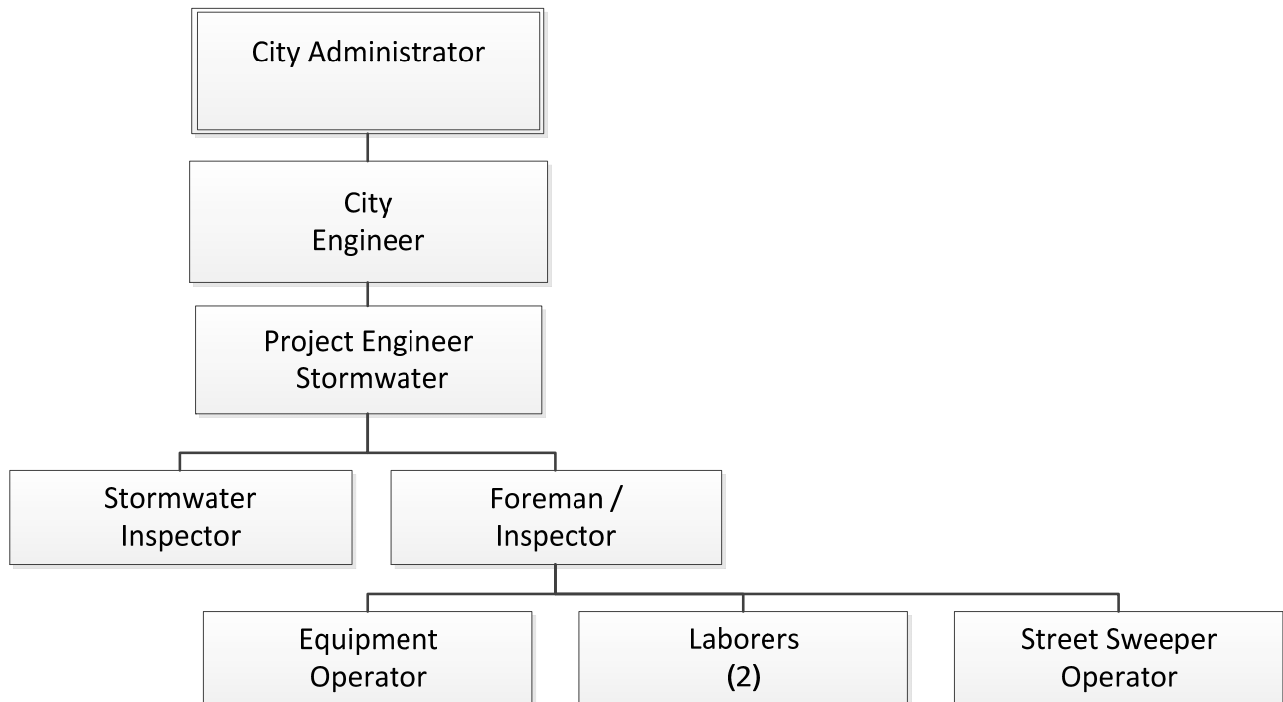 City Administrator
City
Engineer
Project Engineer
Stormwater
Stormwater
Inspector
Foreman /
Inspector
Equipment
Operator
Laborers
(2)
Street Sweeper
Operator